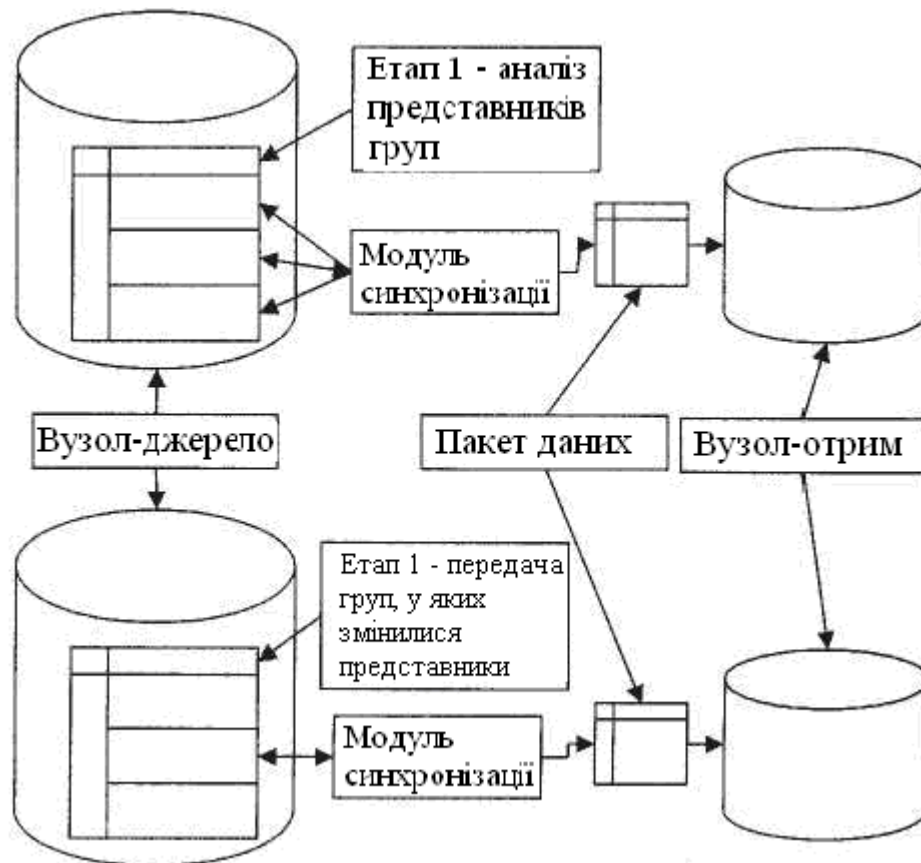 Етап 1 - аналіз
представників
груп
Модуль
синхронізації
Вузол-джерело
Пакет даних
Вузол-отрим
Етап 1 - передача
груп, у яких
змінилися
представники
Модуль
синхронізації